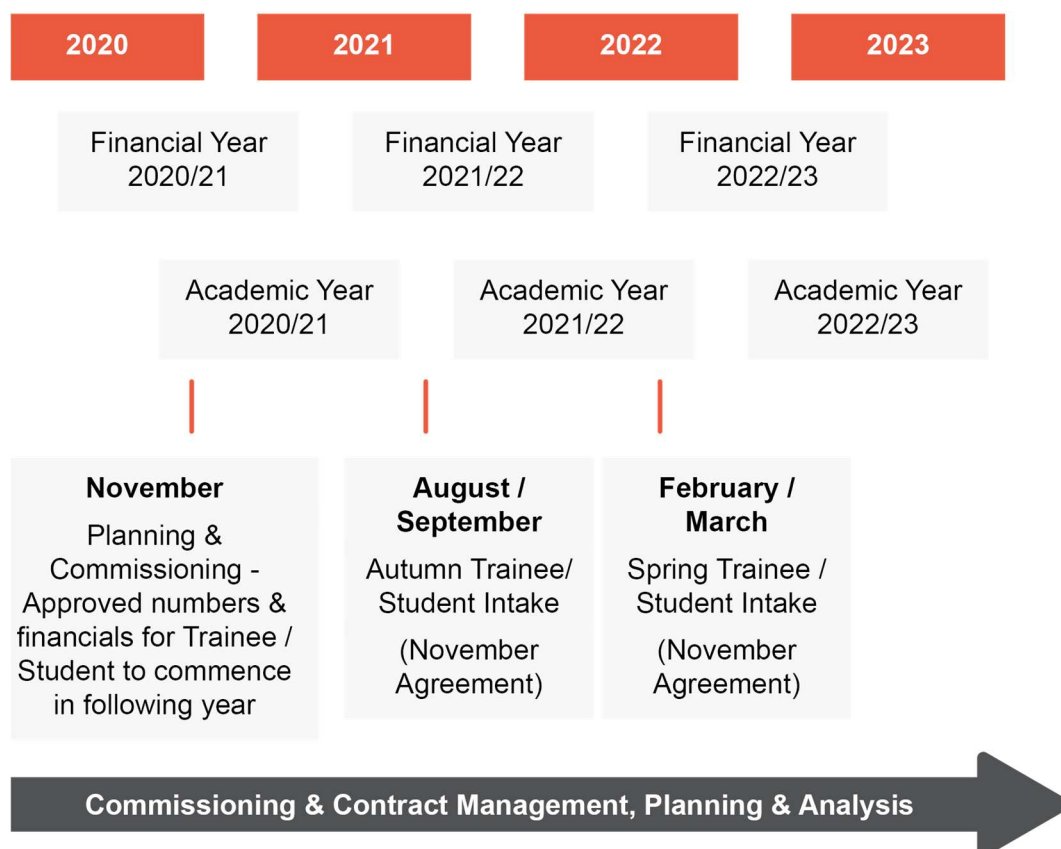 2020
2021
2022
2023
Financial Year
2020/21
Financial Year
2021/22
Financial Year
2022/23
Academic Year
2020/21
Academic Year
2021/22
Academic Year
2022/23
November
Planning &
Commissioning -
Approved numbers &
financials for Trainee /
Student to commence
in following year
August /
September
Autumn Trainee/
Student Intake
(November
Agreement)
February /
March
Spring Trainee /
Student Intake
(November
Agreement)
Commissioning & Contract Management, Planning & Analysis